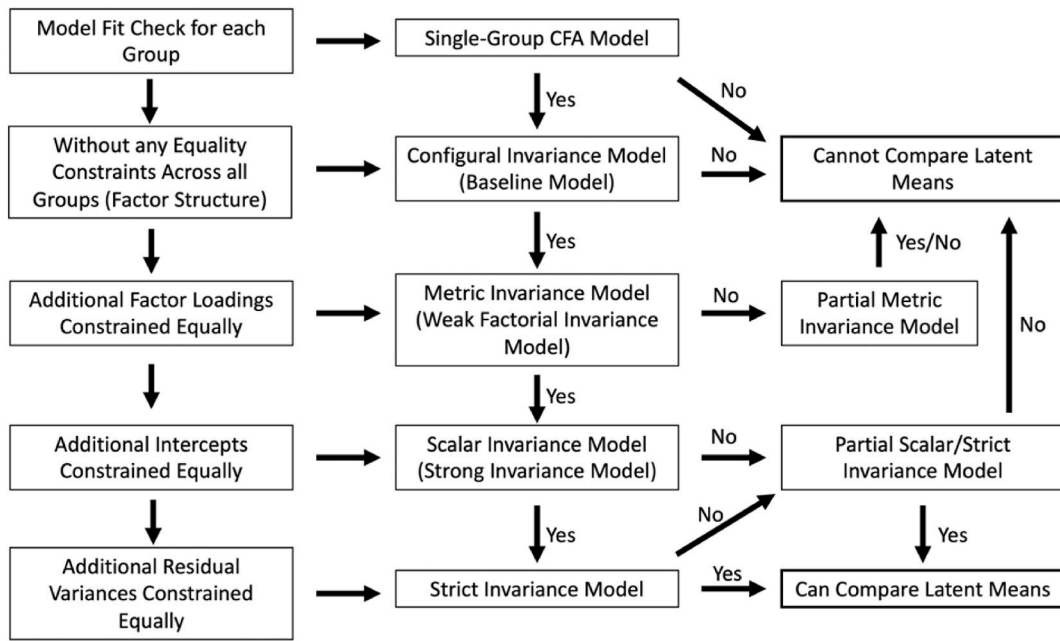 Model Fit Check for each
Group
Single-Group CFA Model
No
Yes
Without any Equality
Constraints Across all
Groups (Factor Structure)
Configural Invariance Model
(Baseline Model)
No
Cannot Compare Latent
Means
Yes
Yes/No
Additional Factor Loadings
Constrained Equally
Metric Invariance Model
(Weak Factorial Invariance
Model)
No
Partial Metric
Invariance Model
No
Yes
Additional Intercepts
Constrained Equally
Scalar Invariance Model
(Strong Invariance Model)
No
Partial Scalar/Strict
Invariance Model
Yes
No
Yes
Additional Residual
Variances Constrained
Equally
Strict Invariance Model
Yes
Can Compare Latent Means